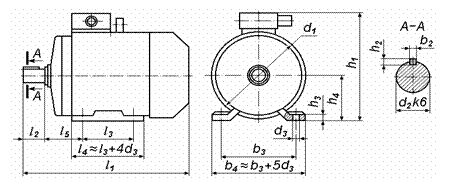 A
A
l₂
l₅
l₃
l₄≈l₃+4d₃
l₁
d₁
h₁
h₄
h₃
d₃
b₃
b₄≈b₃+5d₃
A-A
b₂
h₂
d₂k6